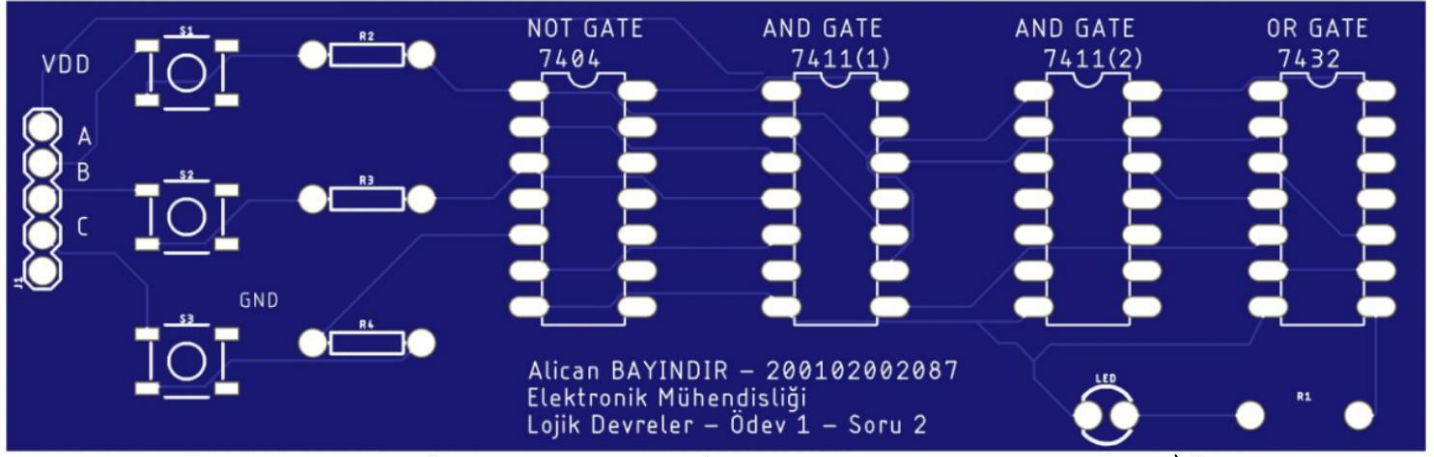 S1
R2
NOT GATE
7404
AND GATE
7411(1)
AND GATE
7411(2)
OR GATE
7432
VDD
A
B
C
J1
S2
R3
GND
S3
R4
Alican BAYINDIR – 200102002087
Elektronik Mühendisliği
Lojik Devreler – Ödev 1 – Soru 2
LED
R1